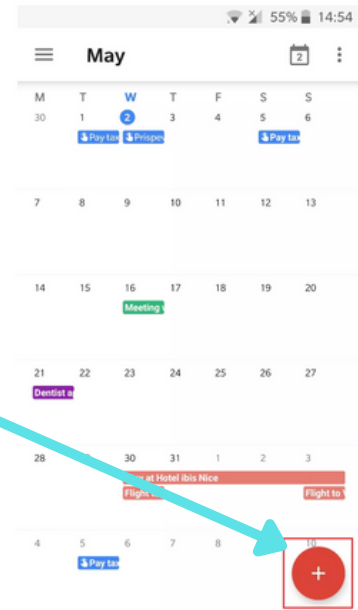 55% 14:54
May 2
M T W T F S S
30 1 2 3 4 5 6
Pay tax Prispev Pay tax
7 8 9 10 11 12 13
14 15 16 17 18 19 20
Meeting
21 22 23 24 25 26 27
Dentist a
28 30 31 1 2 3
at Hotel ibis Nice
Flight Flight to
4 5 6 7 8 10
Pay tax
+